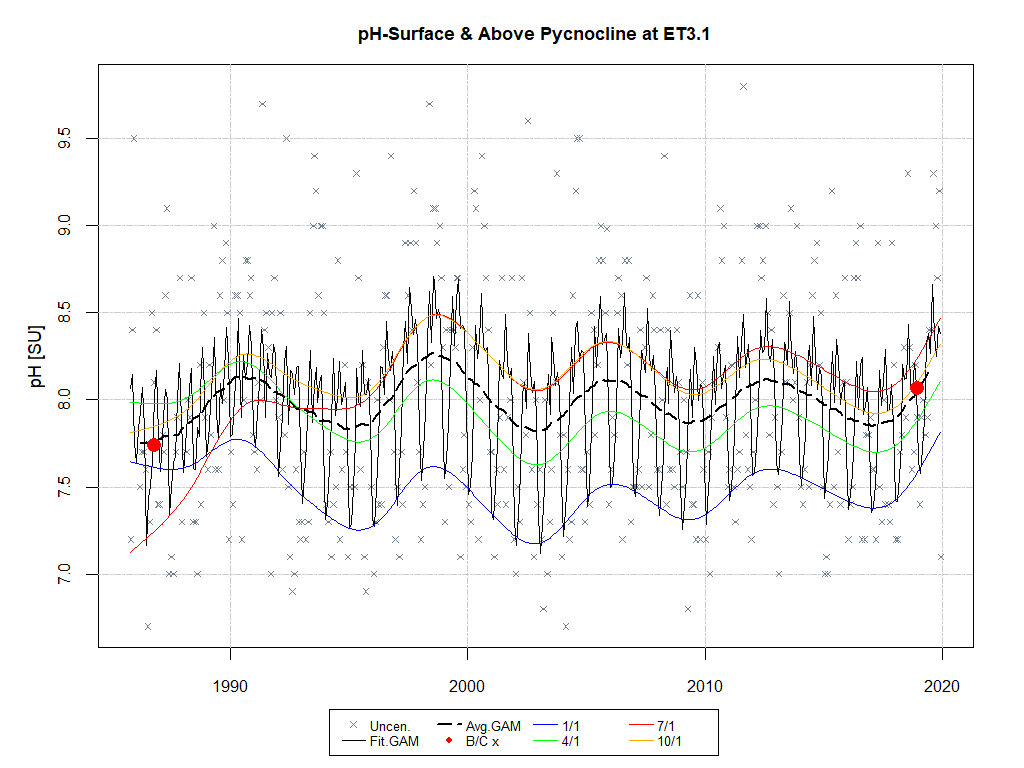 pH-Surface & Above Pycnocline at ET3.1
pH [SU]
9.5
9.0
8.5
8.0
7.5
7.0
1990 2000 2010 2020
Uncen. Avg.GAM 1/1 7/1
Fit.GAM B/C x 4/1 10/1